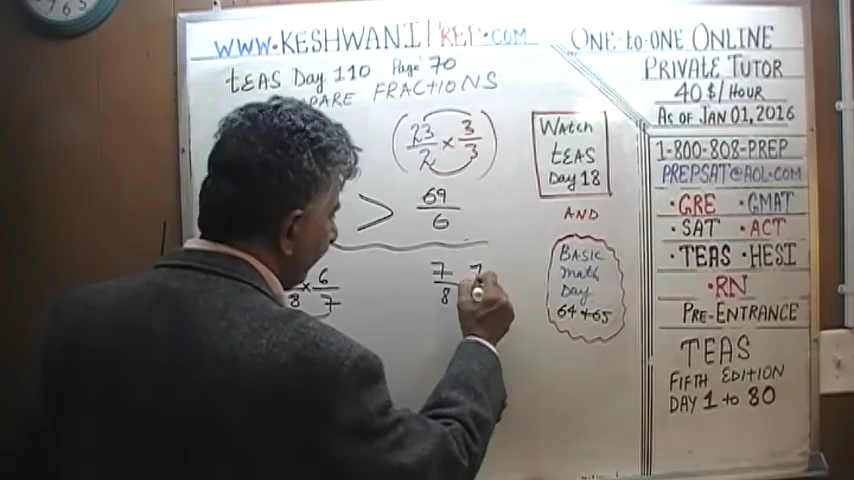 WWW.KESHWANI PREP.COM
TEAS Day 110 Page 70
PARE FRACTIONS
(23/2 × 3/3)
> 69/6
8 × 6/7
7/8 7
Watch
TEAS
Day 18
AND
BASIC
Math
Day
64+65
ONE-to-ONE ONLINE
PRIVATE TUTOR
40 $/HOUR
AS OF JAN 01, 2016
1-800-808-PREP
PREPSAT@AOL.COM
• GRE • GMAT
• SAT • ACT
• TEAS • HESI
• RN
PRE-ENTRANCE
TEAS
FIFTH EDITION
DAY 1 to 80
7 6 5